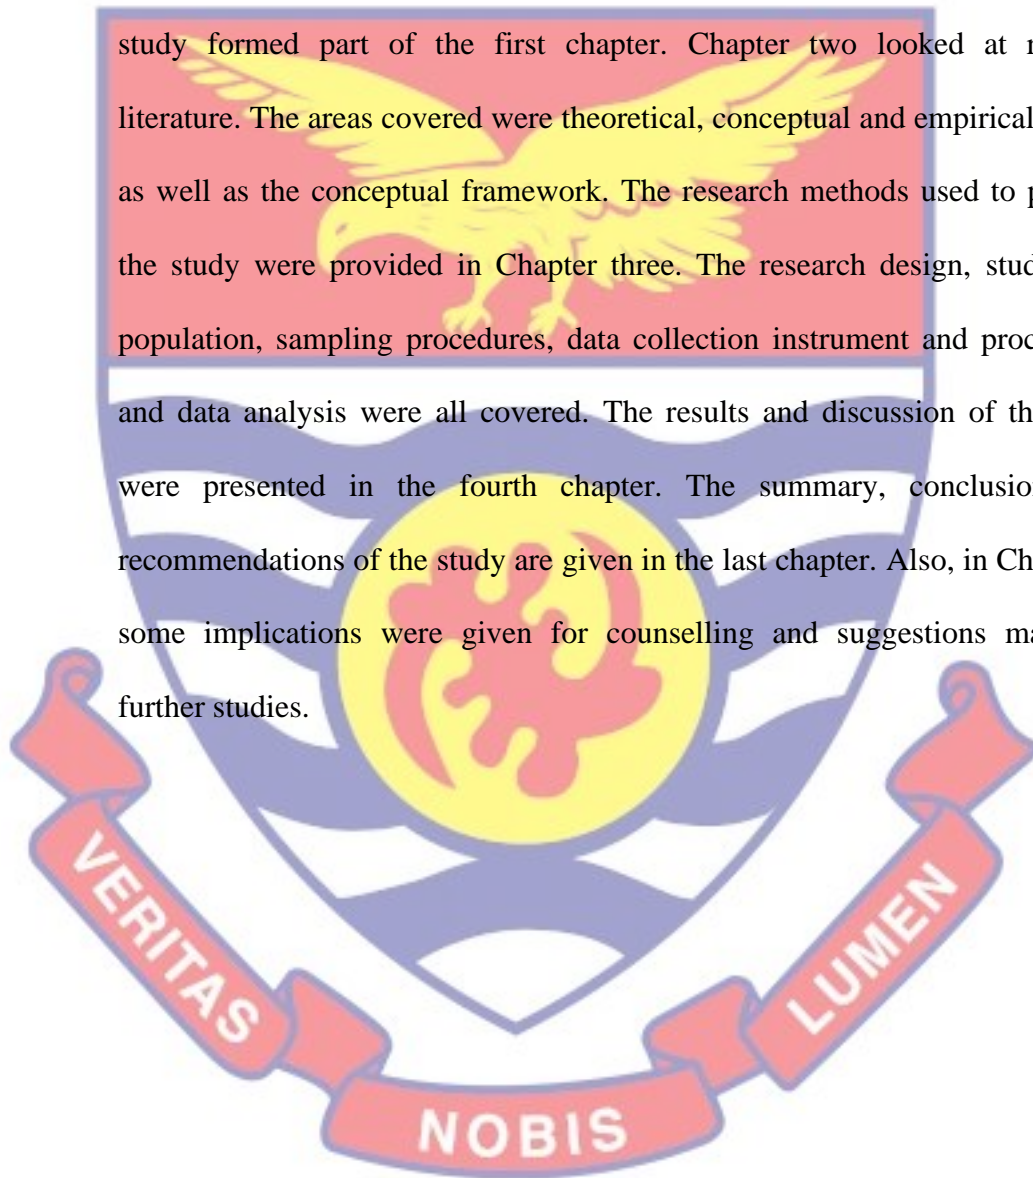 study formed part of the first chapter. Chapter two looked at
literature. The areas covered were theoretical, conceptual and empirical
as well as the conceptual framework. The research methods used to
the study were provided in Chapter three. The research design,
population, sampling procedures, data collection instrument and
and data analysis were all covered. The results and discussion of
were presented in the fourth chapter. The summary,
recommendations of the study are given in the last chapter. Also, in
some implications were given for counselling and suggestions
further studies.
VERITAS
NOBIS
LUMEN